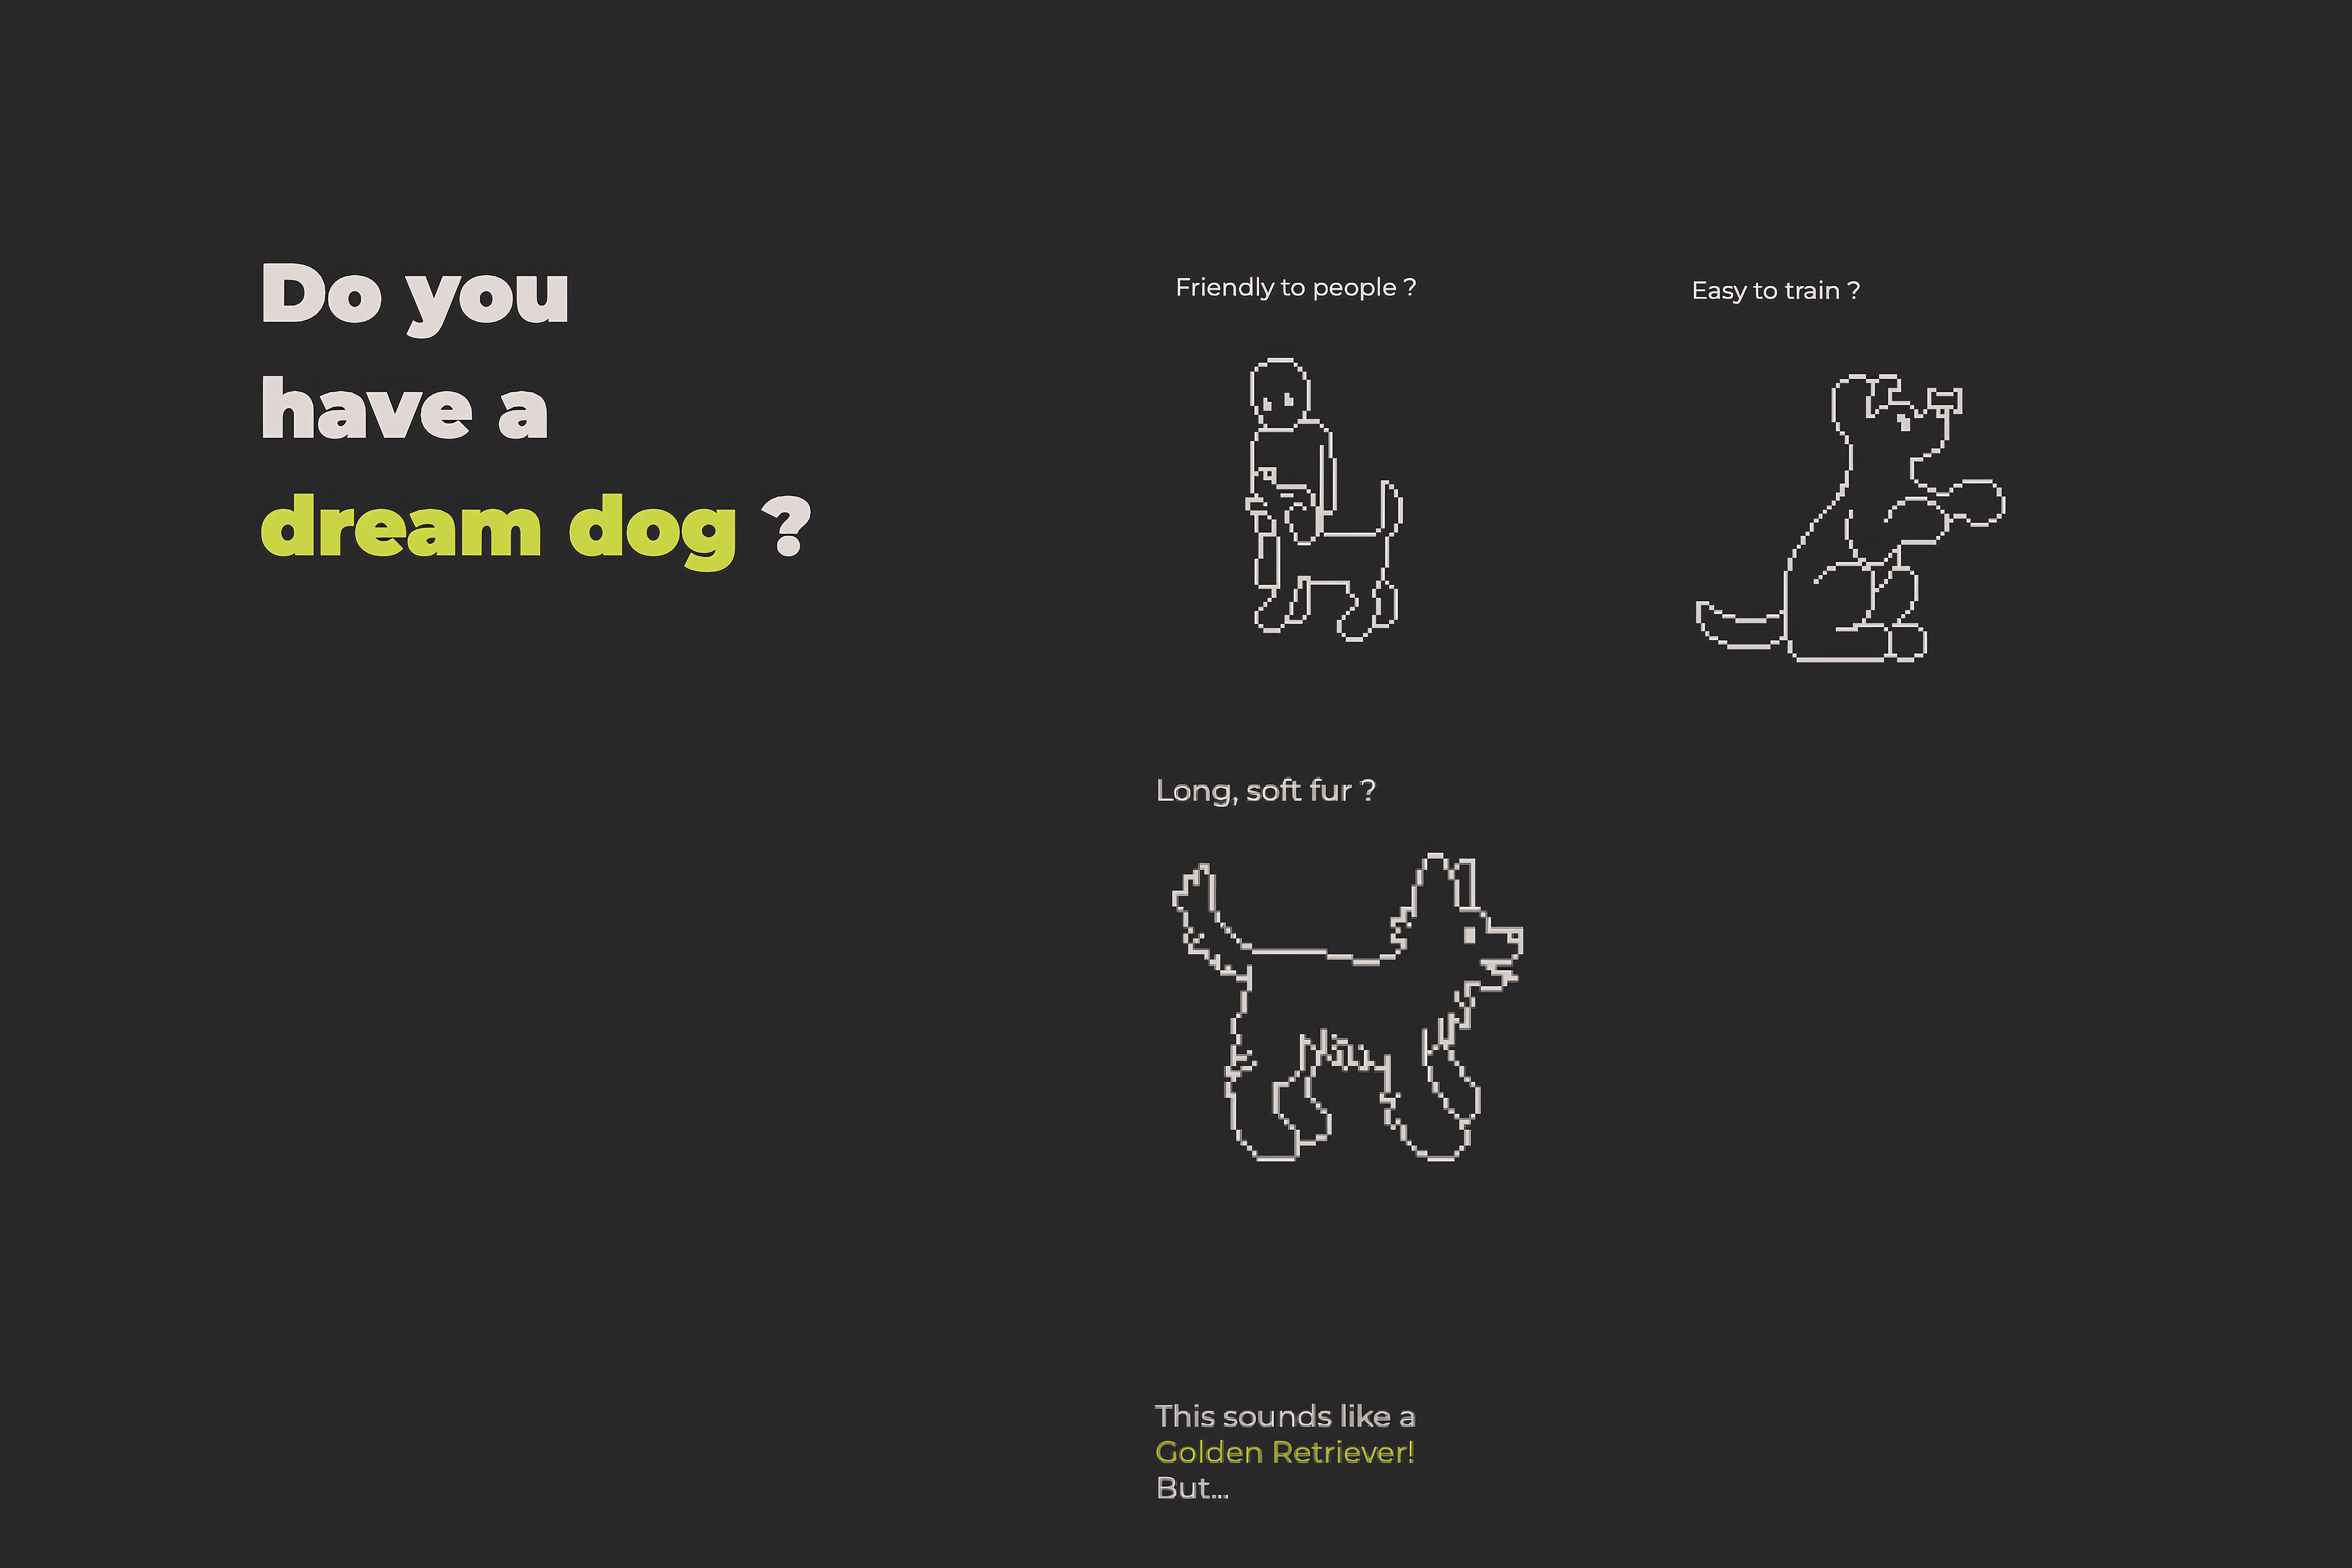 Do you
have a
dream dog ?
Friendly to people ?
Easy to train ?
Long, soft fur ?
This sounds like a
Golden Retriever!
But...